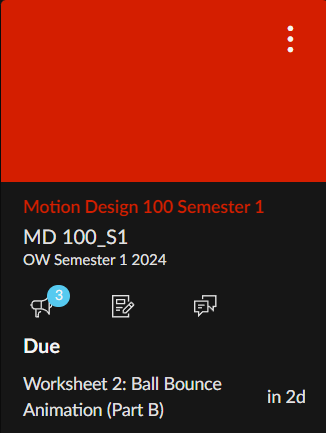 Motion Design 100 Semester 1
MD 100_S1
OW Semester 1 2024
3
Due
Worksheet 2: Ball Bounce
Animation (Part B)
in 2d